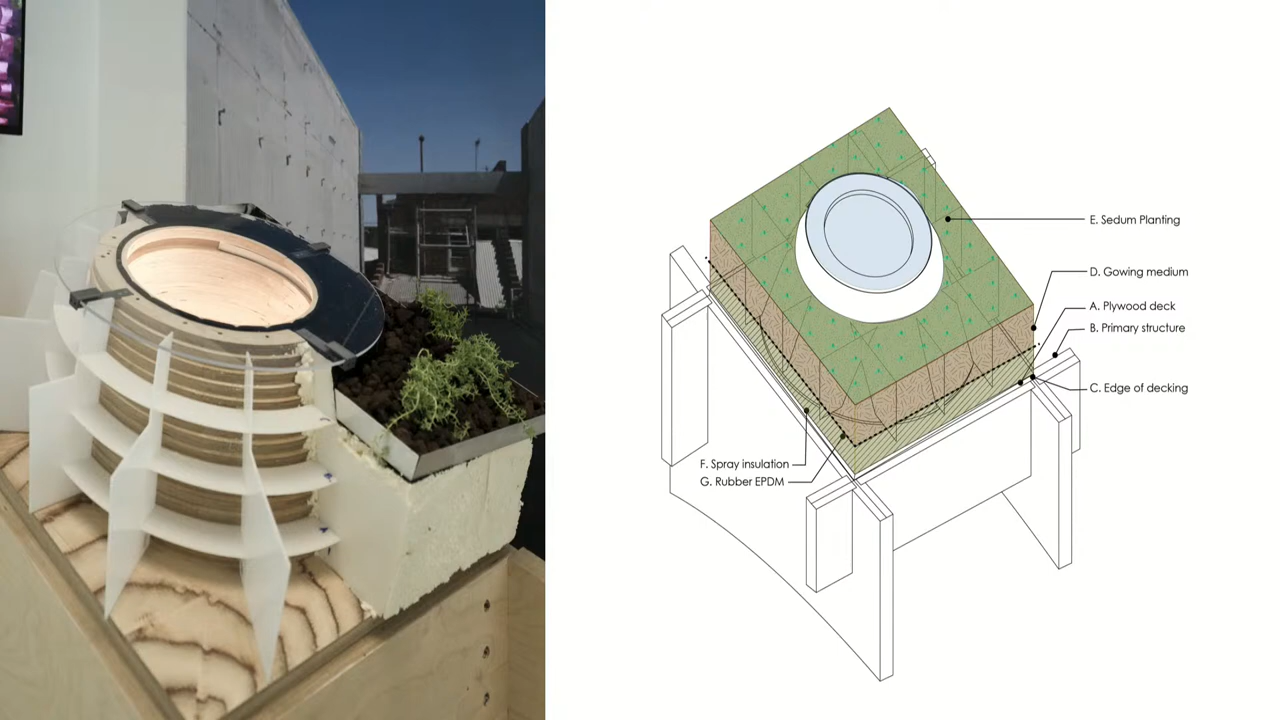 E. Sedum Planting
D. Gowing medium
A. Plywood deck
B. Primary structure
C. Edge of decking
F. Spray insulation
G. Rubber EPDM